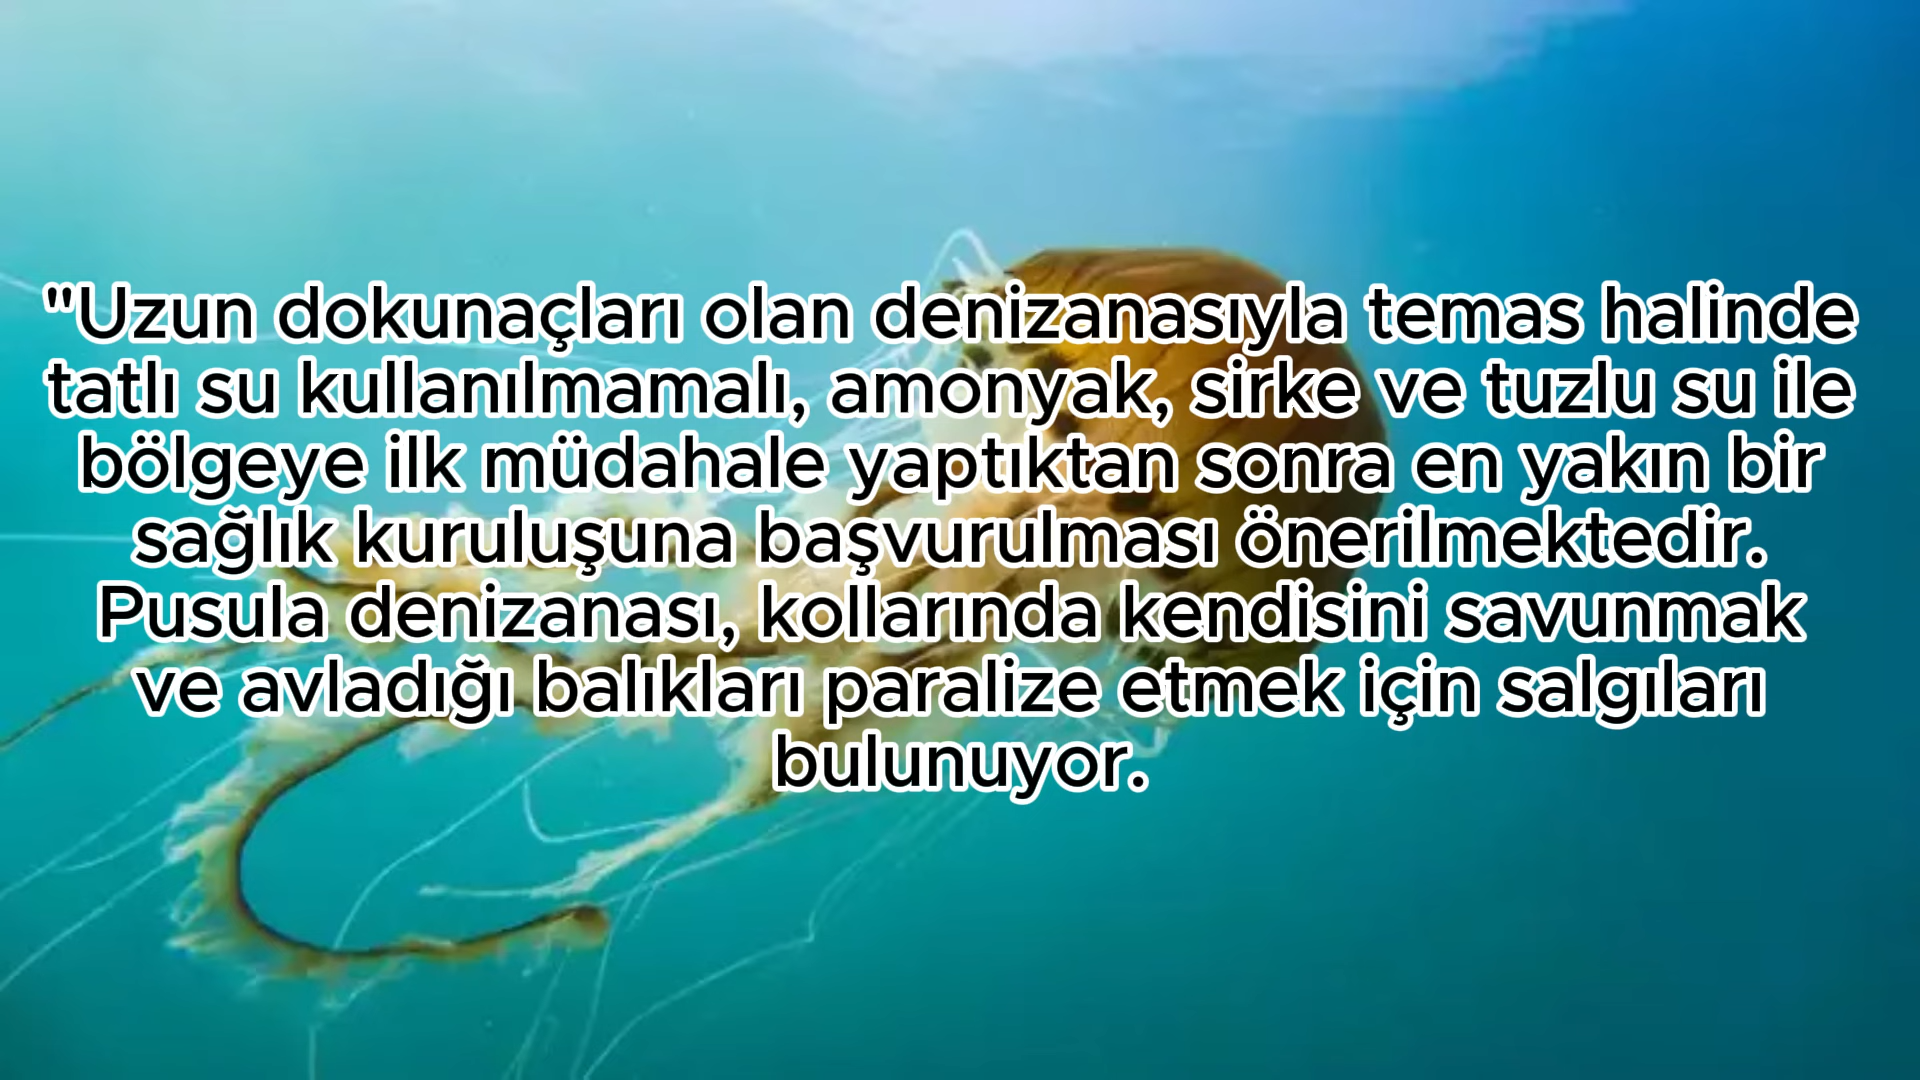 "Uzun dokunaçları olan denizanasıyla temas halinde
tatlı su kullanılmamalı, amonyak, sirke ve tuzlu su ile
bölgeye ilk müdahale yaptıktan sonra en yakın bir
sağlık kuruluşuna başvurulması önerilmektedir.
Pusula denizanası, kollarında kendisini savunmak
ve avladığı balıkları paralize etmek için salgıları
bulunuyor.